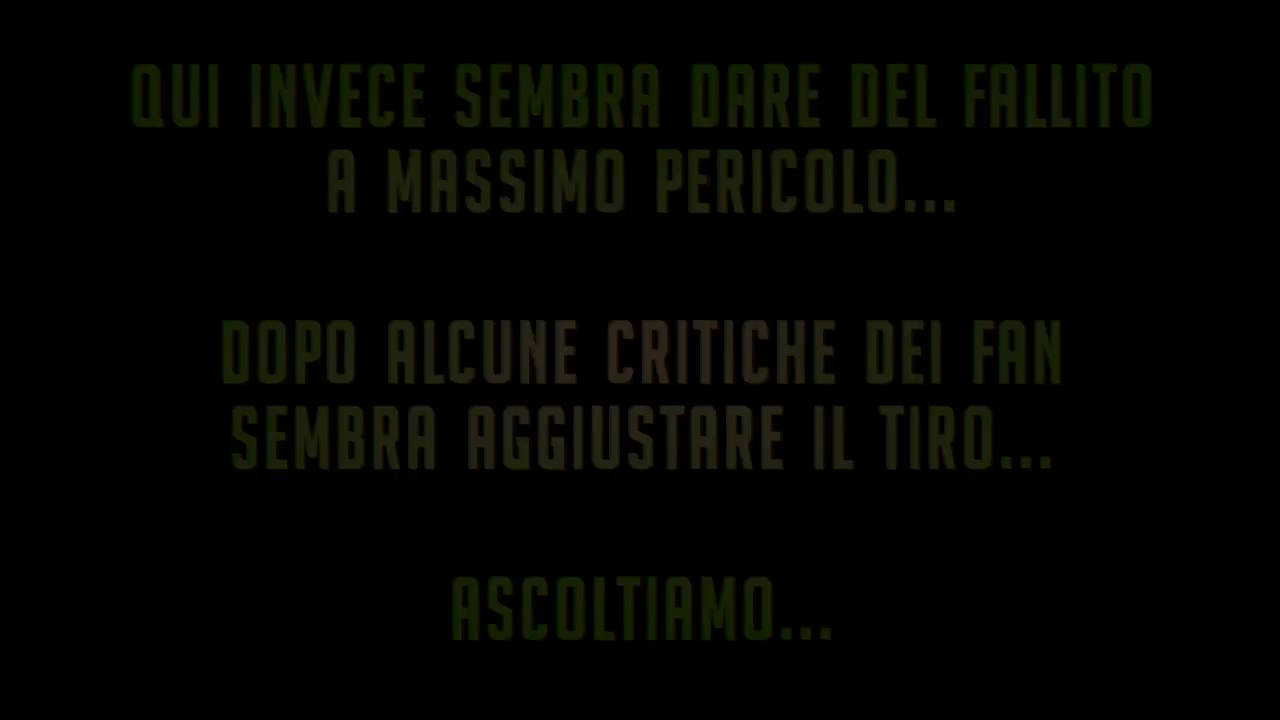 QUI INVECE SEMBRA DARE DEL FALLITO
A MASSIMO PERICOLO...
DOPO ALCUNE CRITICHE DEI FAN
SEMBRA AGGIUSTARE IL TIRO...
ASCOLTIAMO...